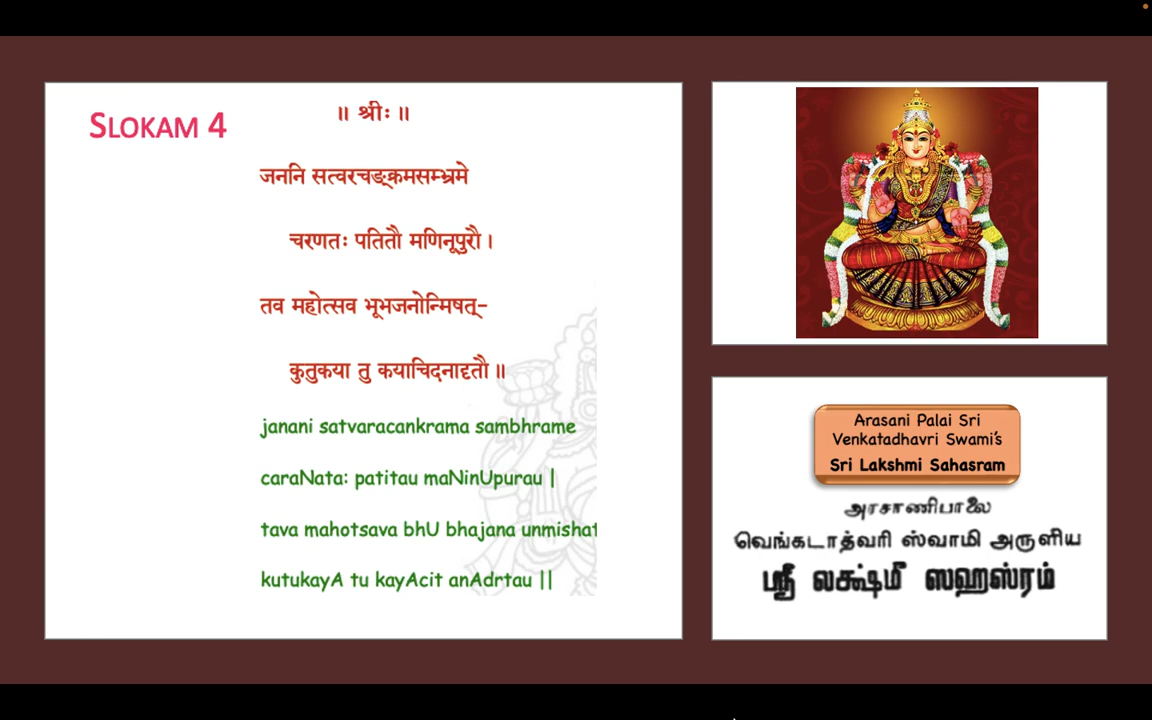 SLOKAM 4
॥ श्रीः ॥
जननि सत्वरचङ्क्रमसम्भ्रमे
चरणतः पतितौ मणिनूपुरौ ।
तव महोत्सव भूभजनोन्मिषत्-
कुतुकया तु कयाचिदनादृतौ ॥
janani satvaracankrama sambhrame
caraNata: patitau maNinUpurau |
tava mahotsava bhU bhajana unmishat
kutukayA tu kayAcit anAdrtau ||
Arasani Palai Sri
Venkatadhavri Swami's
Sri Lakshmi Sahasram
அரசாணிபாலை
வெங்கடாத்வரி ஸ்வாமி அருளிய
ஸ்ரீ லக்ஷ்மீ ஸஹஸ்ரம்